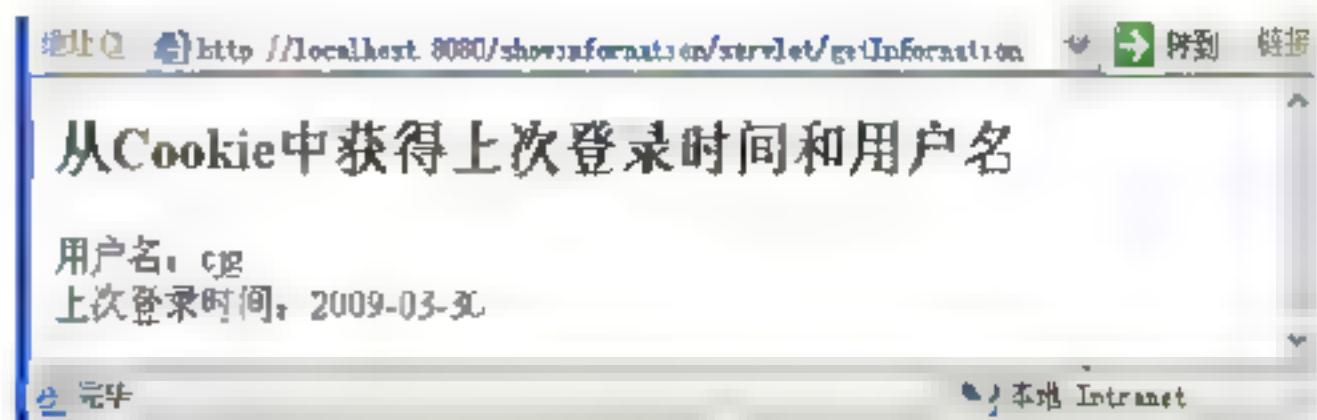 地址(D) http://localhost:8080/showinformation/servlet/getInformation 转到 链接
从Cookie中获得上次登录时间和用户名
用户名：cjg
上次登录时间：2009-03-30
完毕 本地 Intranet